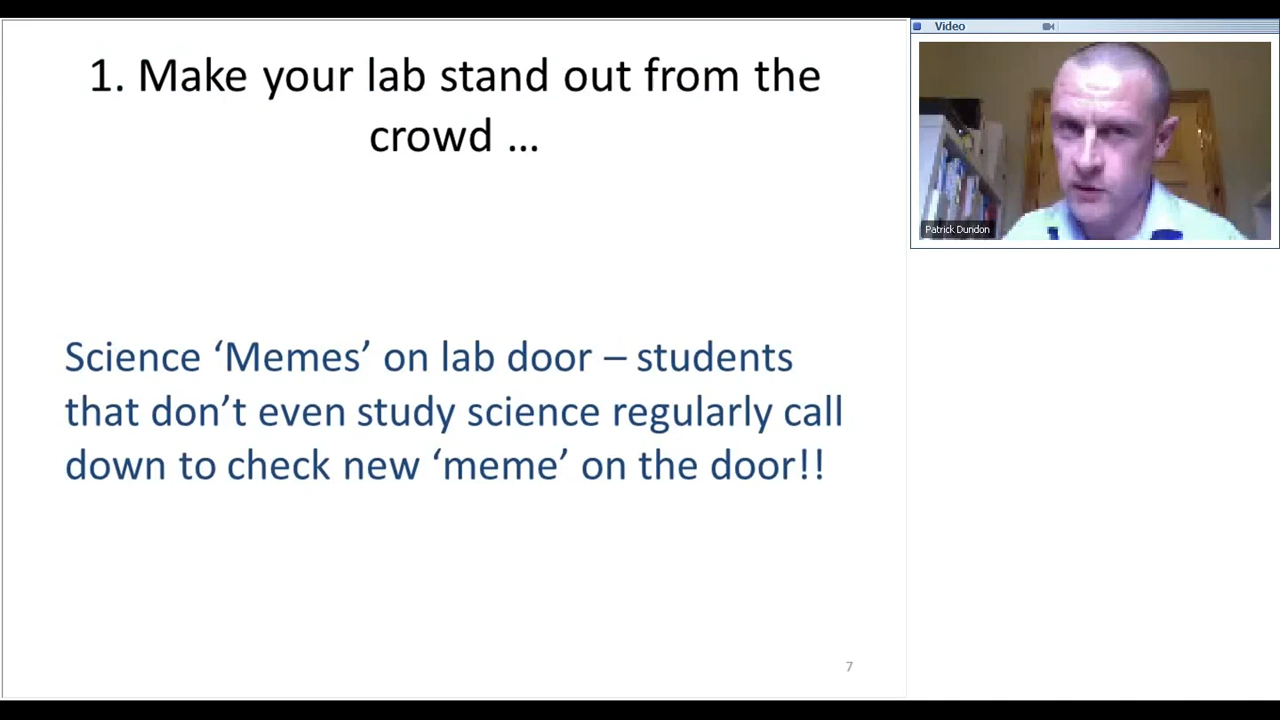 1. Make your lab stand out from the
crowd ...
Science ‘Memes’ on lab door – students
that don’t even study science regularly call
down to check new ‘meme’ on the door!!
7
Video
Patrick Dundon